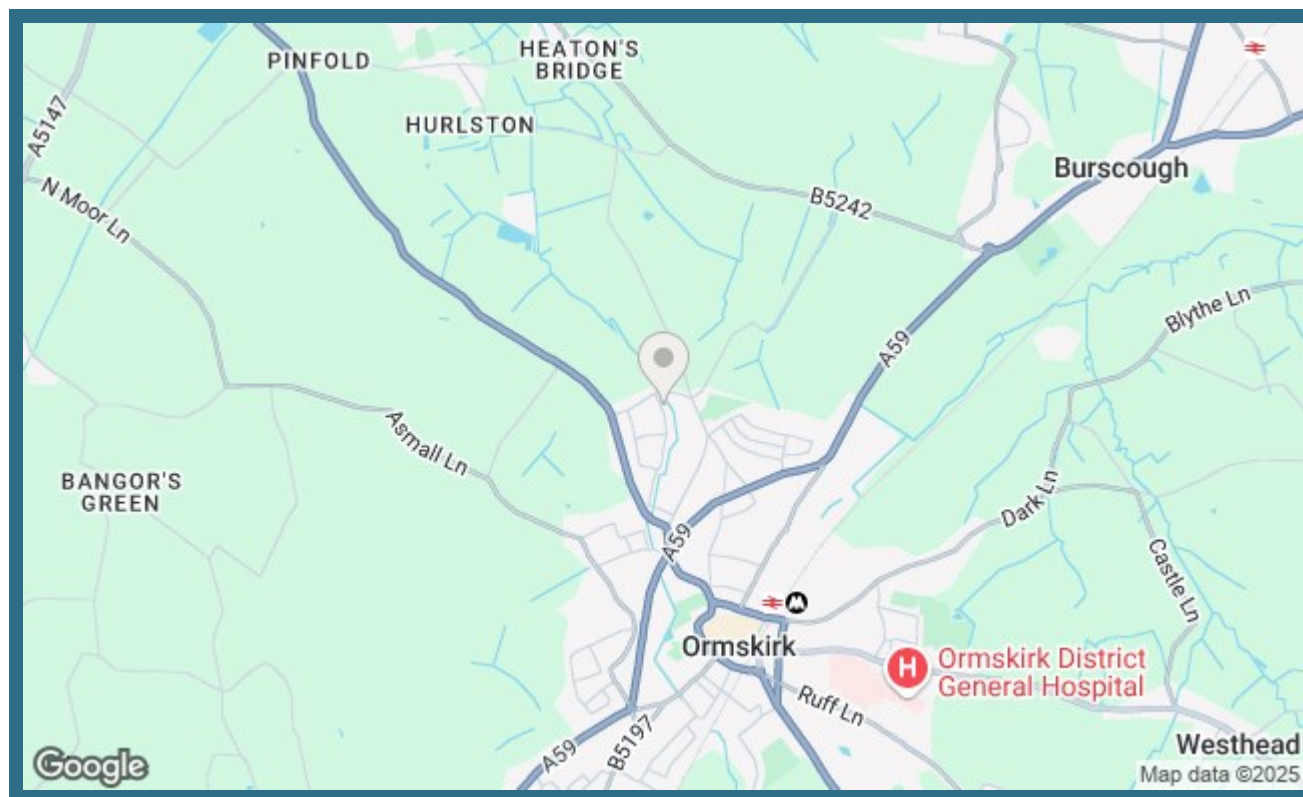 PINFOLD
HEATON'S
BRIDGE
A5147
HURLSTON
Burscough
N Moor Ln
B5242
Blythe Ln
A59
Asmall Ln
BANGOR'S
GREEN
Dark Ln
A59
Castle Ln
Ormskirk
H
Ormskirk District
General Hospital
Ruff Ln
B5197
A59
Westhead
Google
Map data ©2025